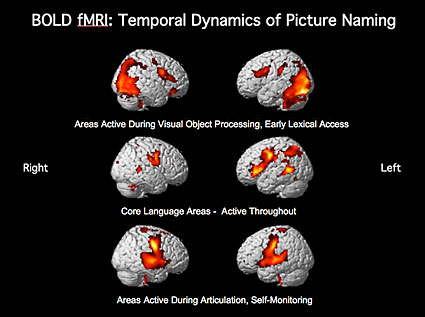 BOLD fMRI: Temporal Dynamics of Picture Naming
Areas Active During Visual Object Processing, Early Lexical Access
Right
Left
Core Language Areas - Active Throughout
Areas Active During Articulation, Self-Monitoring